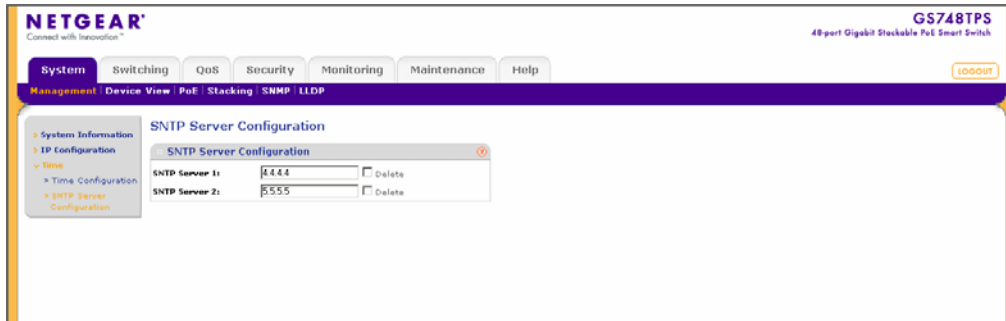 NETGEAR®
Connect with Innovation™
GS748TPS
48-port Gigabit Stackable PoE Smart Switch
System Switching QoS Security Monitoring Maintenance Help
LOGOUT
Management Device View PoE Stacking SNMP LLDP
System Information
IP Configuration
Time
Time Configuration
SNTP Server
Configuration
SNTP Server Configuration
SNTP Server Configuration
SNTP Server 1: 4.4.4.4 Delete
SNTP Server 2: 5.5.5.5 Delete